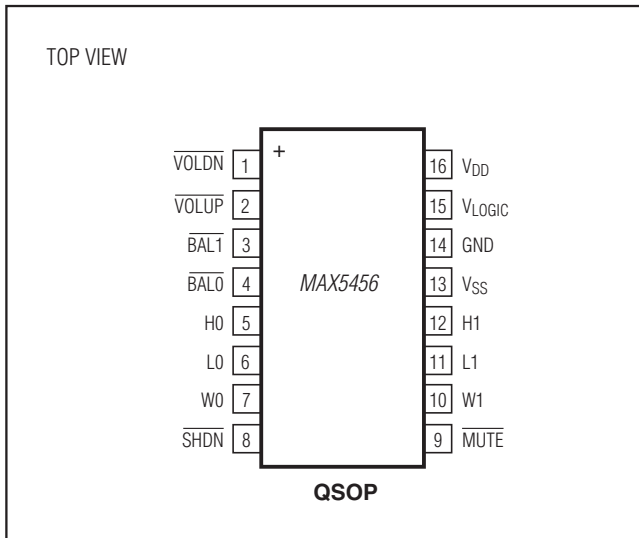 TOP VIEW
+
VOLDN 1
VOLUP 2
BAL1 3
BAL0 4
H0 5
L0 6
W0 7
SHDN 8
MAX5456
16 VDD
15 VLOGIC
14 GND
13 VSS
12 H1
11 L1
10 W1
9 MUTE
QSOP